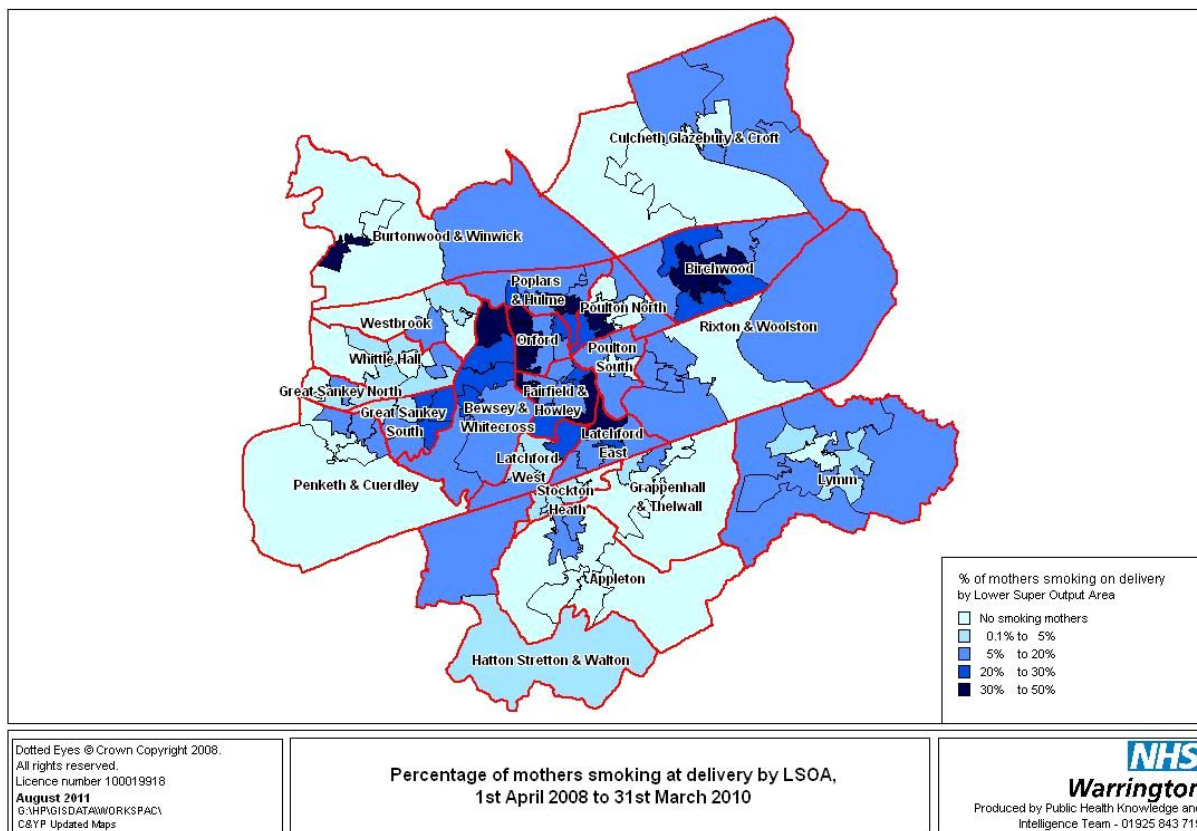 Culcheth,Glazebury & Croft
Burtonwood & Winwick
Birchwood
Poplars
& Hulme
Poulton North
Westbrook
Rixton & Woolston
Orford
Whittle Hall
Poulton
South
Great Sankey North
Fairfield &
Howley
Great Sankey
South
Bewsey &
Whitecross
Latchford
East
Latchford
West
Lymm
Penketh & Cuerdley
Stockton
Heath
Grappenhall
& Thelwall
Appleton
Hatton Stretton & Walton
% of mothers smoking on delivery
by Lower Super Output Area
No smoking mothers
0.1% to 5%
5% to 20%
20% to 30%
30% to 50%
Dotted Eyes © Crown Copyright 2008.
All rights reserved.
Licence number 100019918
August 2011
G:\HP\GISDATA\WORKSPAC\
C&YP Updated Maps
Percentage of mothers smoking at delivery by LSOA,
1st April 2008 to 31st March 2010
NHS
Warrington
Produced by Public Health Knowledge and
Intelligence Team - 01925 843 719